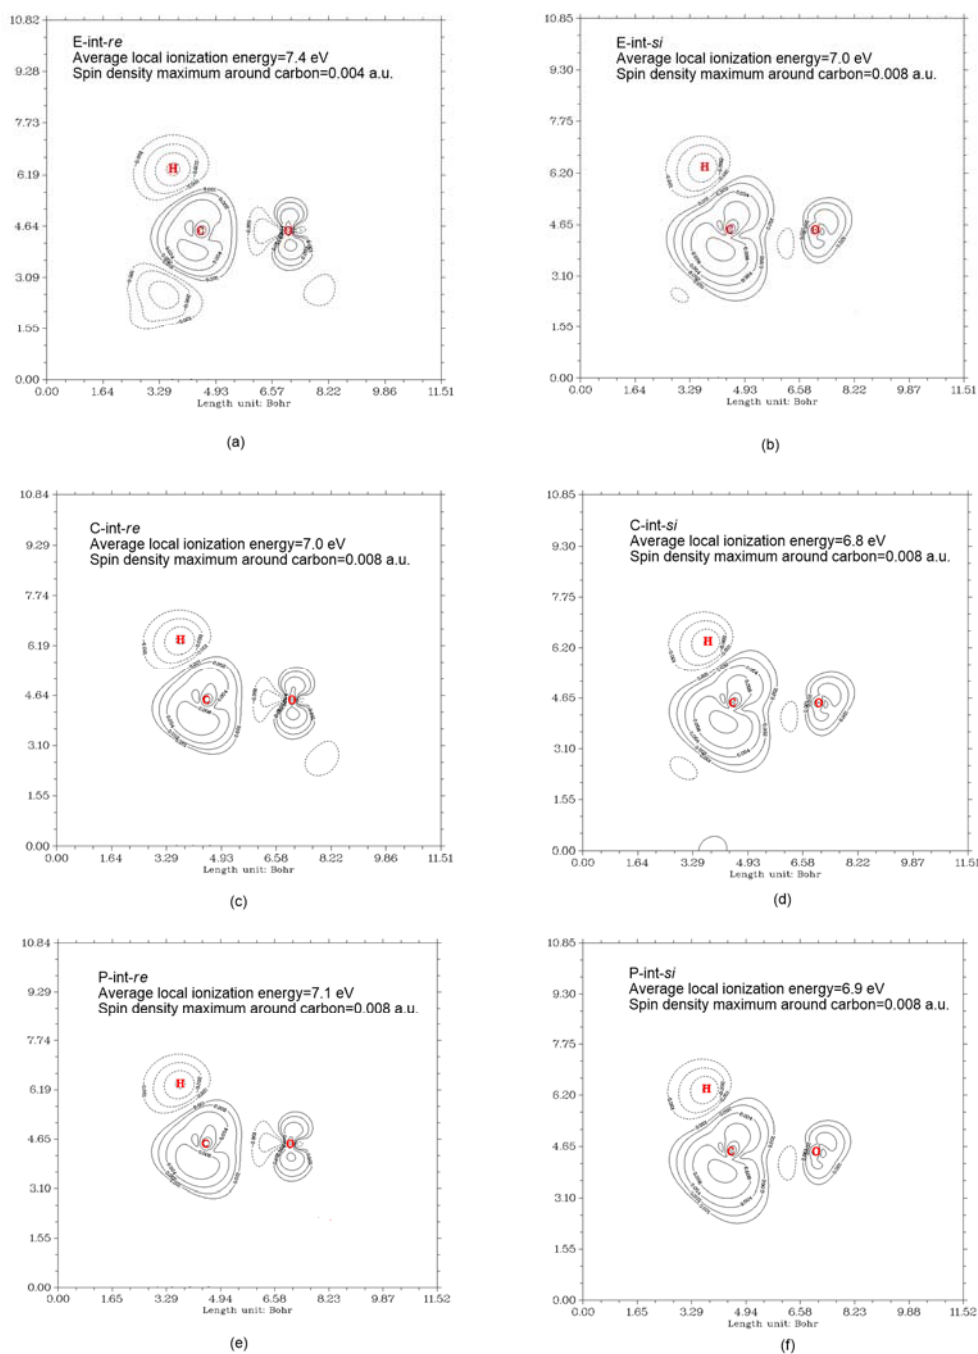 10.82
9.28
7.73
6.19
4.64
3.09
1.55
0.00
E-int-re
Average local ionization energy=7.4 eV
Spin density maximum around carbon=0.004 a.u.
H
C
O
0.00 1.64 3.29 4.93 6.57 8.22 9.86 11.51
Length unit: Bohr
(a)
10.85
9.30
7.75
6.20
4.65
3.10
1.55
0.00
E-int-si
Average local ionization energy=7.0 eV
Spin density maximum around carbon=0.008 a.u.
H
C
O
0.00 1.64 3.29 4.93 6.58 8.22 9.87 11.51
Length unit: Bohr
(b)
10.84
9.29
7.74
6.19
4.64
3.10
1.55
0.00
C-int-re
Average local ionization energy=7.0 eV
Spin density maximum around carbon=0.008 a.u.
H
C
O
0.00 1.64 3.29 4.93 6.58 8.22 9.86 11.51
Length unit: Bohr
(c)
10.85
9.30
7.75
6.20
4.65
3.10
1.55
0.00
C-int-si
Average local ionization energy=6.8 eV
Spin density maximum around carbon=0.008 a.u.
H
C
O
0.00 1.64 3.29 4.93 6.58 8.22 9.87 11.51
Length unit: Bohr
(d)
10.84
9.29
7.74
6.19
4.65
3.10
1.55
0.00
P-int-re
Average local ionization energy=7.1 eV
Spin density maximum around carbon=0.008 a.u.
H
C
O
0.00 1.64 3.29 4.93 6.58 8.22 9.87 11.52
Length unit: Bohr
(e)
10.85
9.30
7.75
6.20
4.65
3.10
1.55
0.00
P-int-si
Average local ionization energy=6.9 eV
Spin density maximum around carbon=0.008 a.u.
H
C
O
0.00 1.65 3.29 4.94 6.58 8.23 9.88 11.52
Length unit: Bohr
(f)